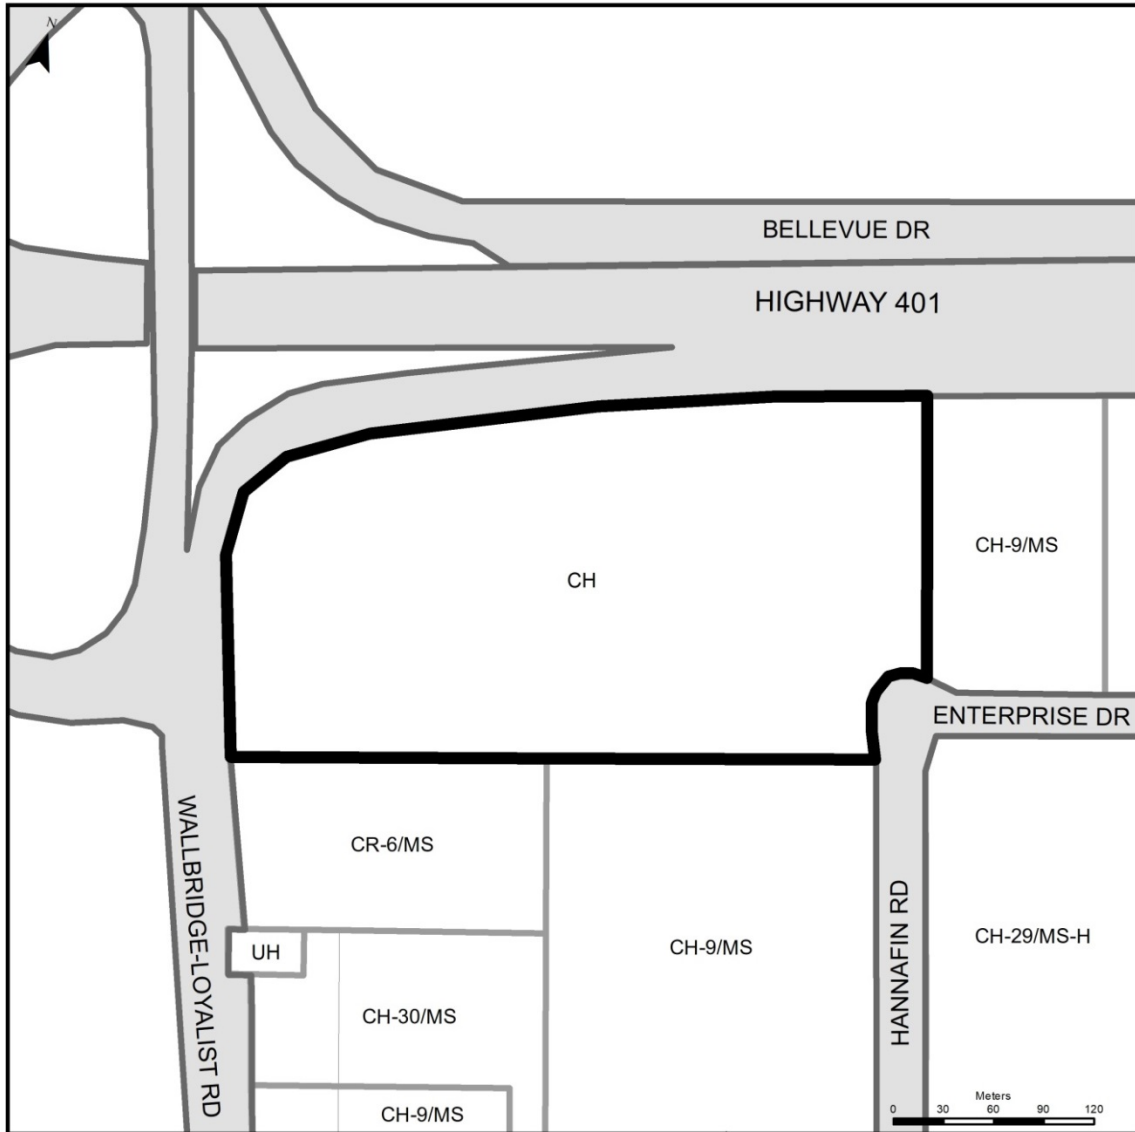 N
BELLEVUE DR
HIGHWAY 401
CH-9/MS
CH
ENTERPRISE DR
WALLBRIDGE-LOYALIST RD
CR-6/MS
HANNAFIN RD
CH-9/MS
CH-29/MS-H
UH
CH-30/MS
CH-9/MS
Meters
0 30 60 90 120